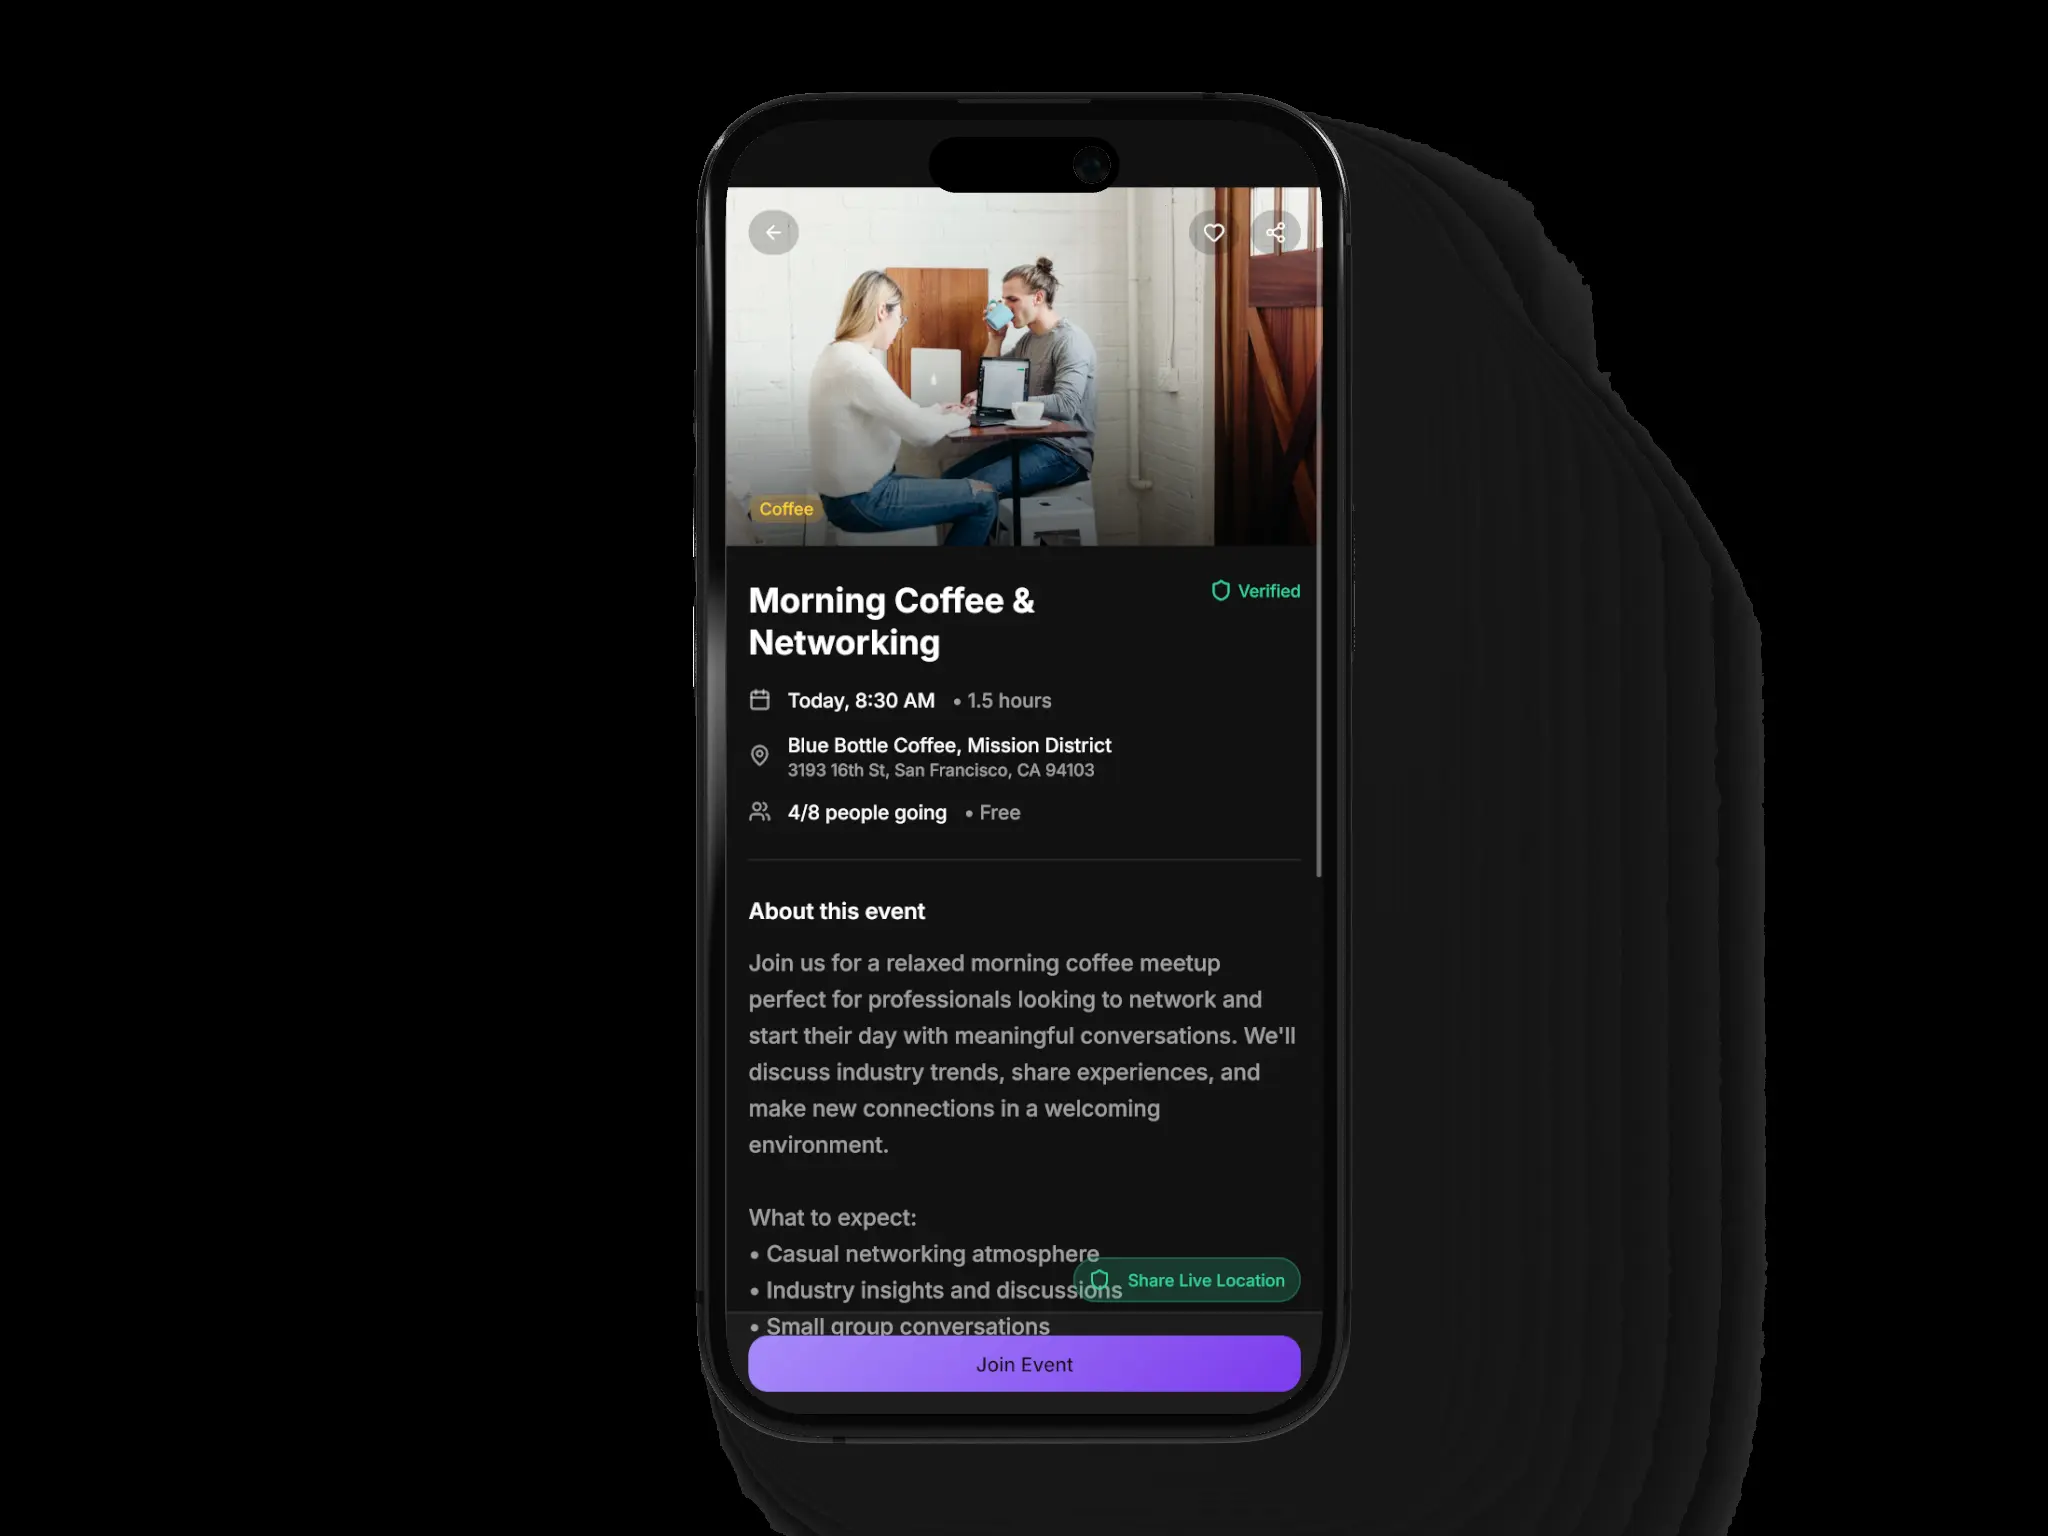 Coffee
Morning Coffee &
Networking
Verified
Today, 8:30 AM • 1.5 hours
Blue Bottle Coffee, Mission District
3193 16th St, San Francisco, CA 94103
4/8 people going • Free
About this event
Join us for a relaxed morning coffee meetup
perfect for professionals looking to network and
start their day with meaningful conversations. We'll
discuss industry trends, share experiences, and
make new connections in a welcoming
environment.
What to expect:
• Casual networking atmosphere
• Industry insights and discussions
Share Live Location
• Small group conversations
Join Event